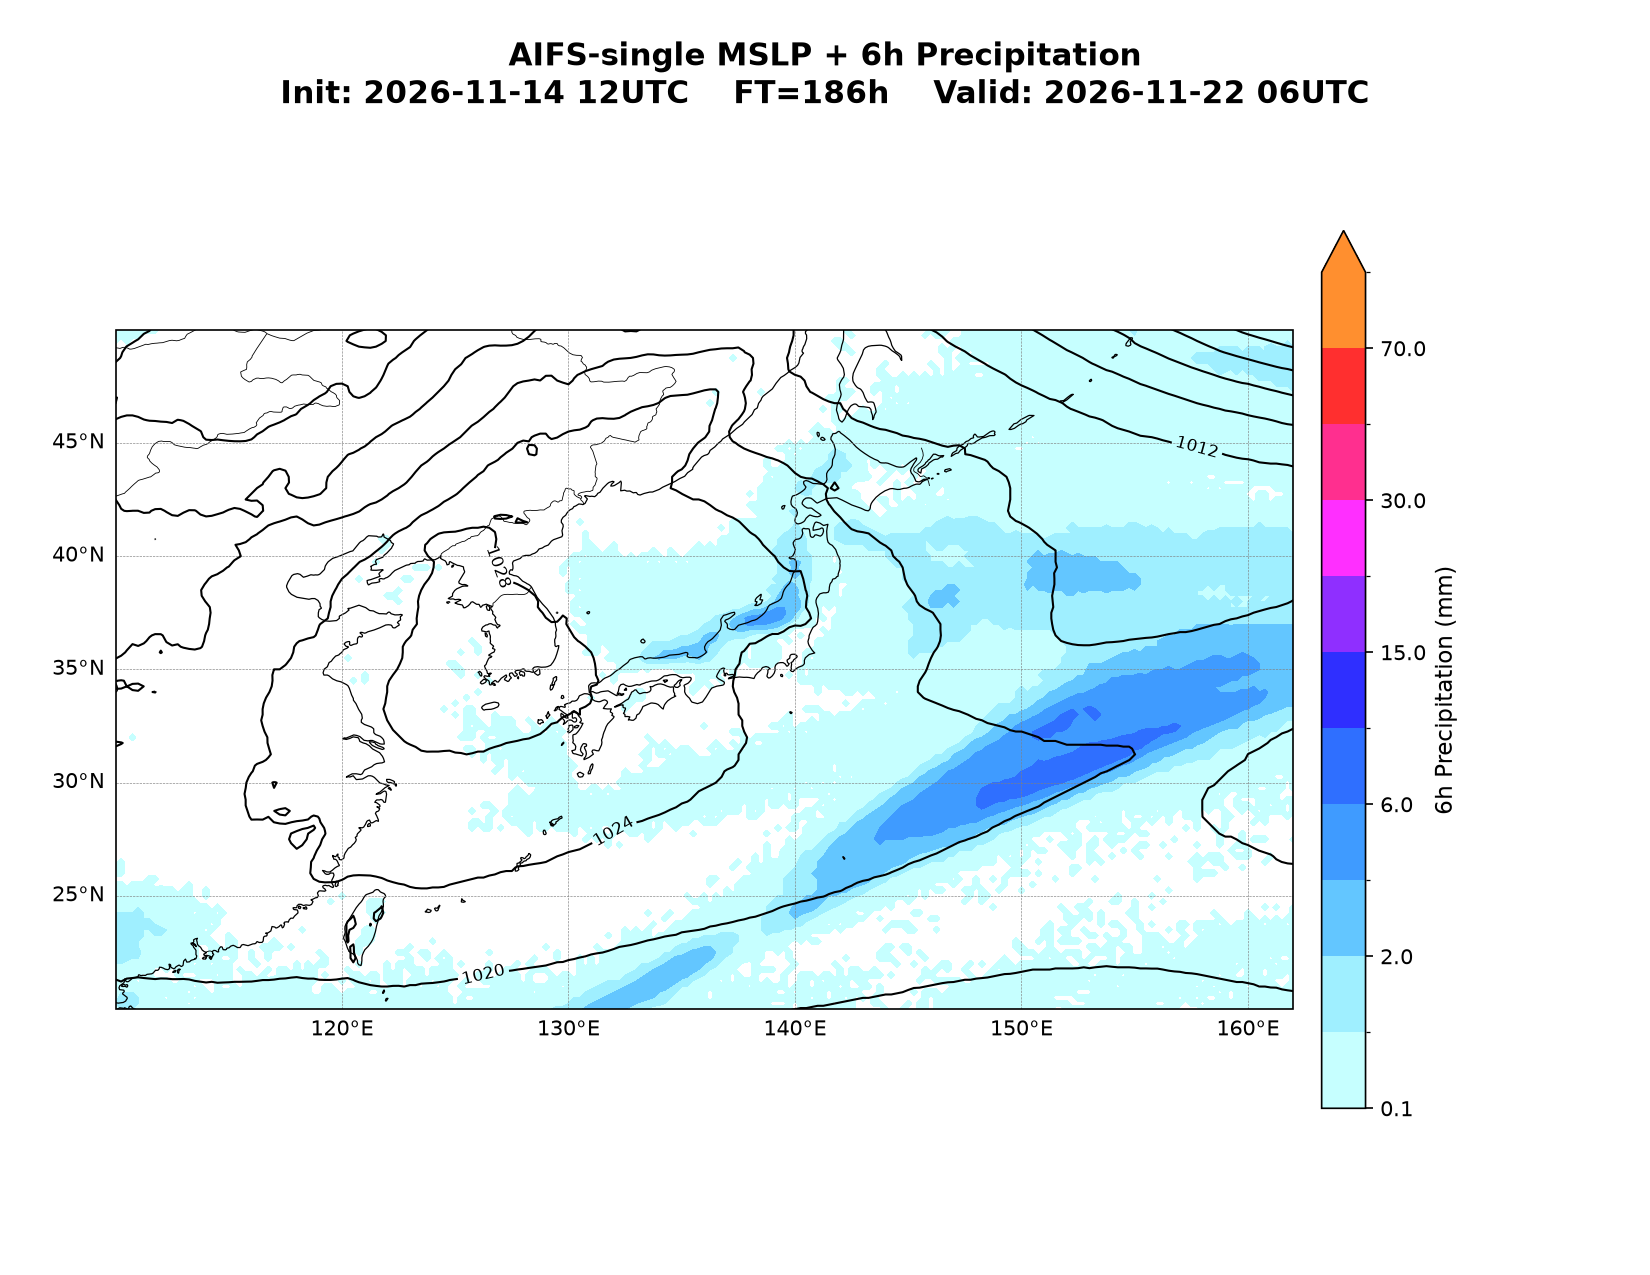 AIFS-single MSLP + 6h Precipitation
Init: 2026-11-14 12UTC    FT=186h    Valid: 2026-11-22 06UTC
70.0
30.0
15.0
6.0
2.0
0.1
6h Precipitation (mm)
45°N
40°N
35°N
30°N
25°N
1012
1028
1024
1020
120°E
130°E
140°E
150°E
160°E